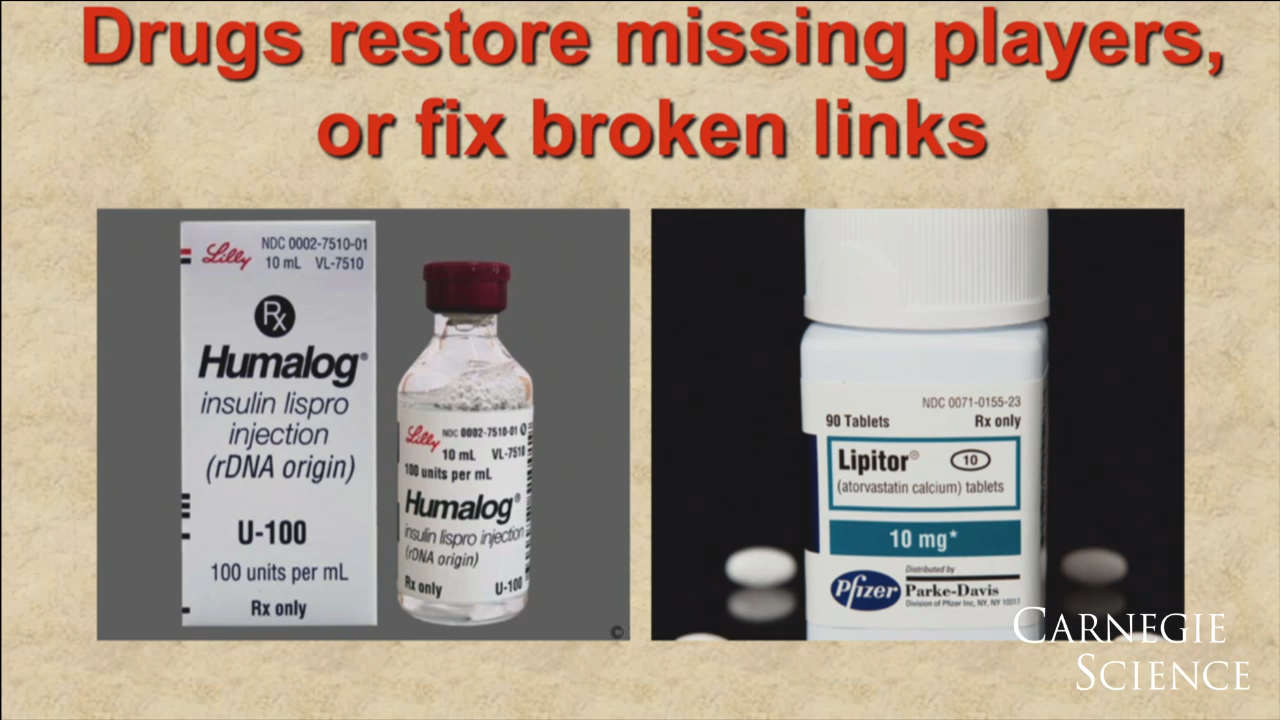 Drugs restore missing players,
or fix broken links
Lilly
NDC 0002-7510-01
10 mL VL-7510
Rx
Humalog®
insulin lispro
injection
(rDNA origin)
U-100
100 units per mL
Rx only
Lilly
NDC 0002-7510-01
10 mL VL-7510
100 units per mL
Humalog®
insulin lispro injection
(rDNA origin)
Rx only U-100
©
NDC 0071-0155-23
90 Tablets Rx only
Lipitor® 10
(atorvastatin calcium) tablets
10 mg*
Pfizer
Distributed by
Parke-Davis
Division of Pfizer Inc, NY, NY 10017
CARNEGIE
SCIENCE